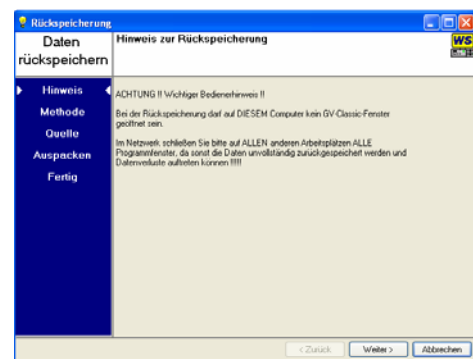 Rückspeicherung
Daten
rückspeichern
Hinweis zur Rückspeicherung
WS
Hinweis
Methode
Quelle
Auspacken
Fertig
ACHTUNG !! Wichtiger Bedienerhinweis !!
Bei der Rückspeicherung darf auf DIESEM Computer kein GV-Classic-Fenster
geöffnet sein.
Im Netzwerk schließen Sie bitte auf ALLEN anderen Arbeitsplätzen ALLE
Programmfenster, da sonst die Daten unvollständig zurückgespeichert werden und
Datenverluste auftreten können !!!!!
< Zurück
Weiter >
Abbrechen